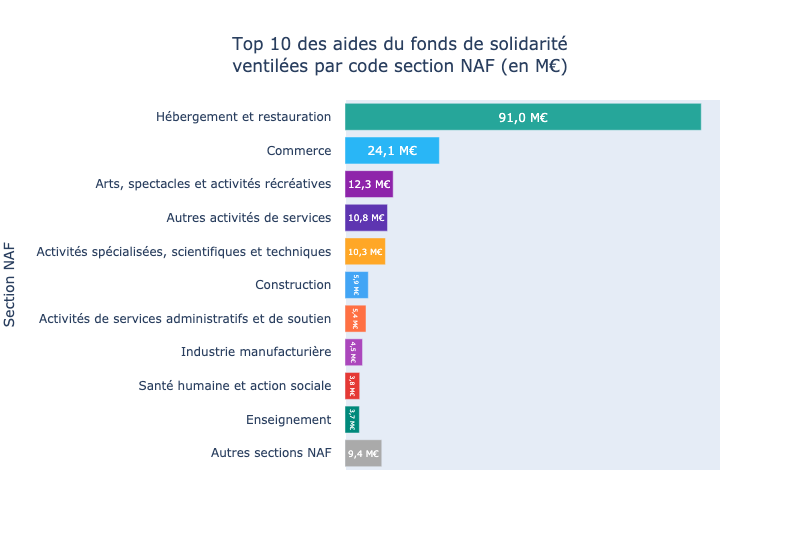 Top 10 des aides du fonds de solidarité
ventilées par code section NAF (en M€)
Section NAF
Hébergement et restauration
91,0 M€
Commerce
24,1 M€
Arts, spectacles et activités récréatives
12,3 M€
Autres activités de services
10,8 M€
Activités spécialisées, scientifiques et techniques
10,3 M€
Construction
5,9 M€
Activités de services administratifs et de soutien
5,4 M€
Industrie manufacturière
4,5 M€
Santé humaine et action sociale
3,8 M€
Enseignement
3,7 M€
Autres sections NAF
9,4 M€